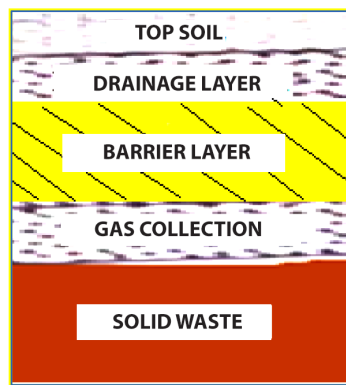 TOP SOIL
DRAINAGE LAYER
BARRIER LAYER
GAS COLLECTION
SOLID WASTE